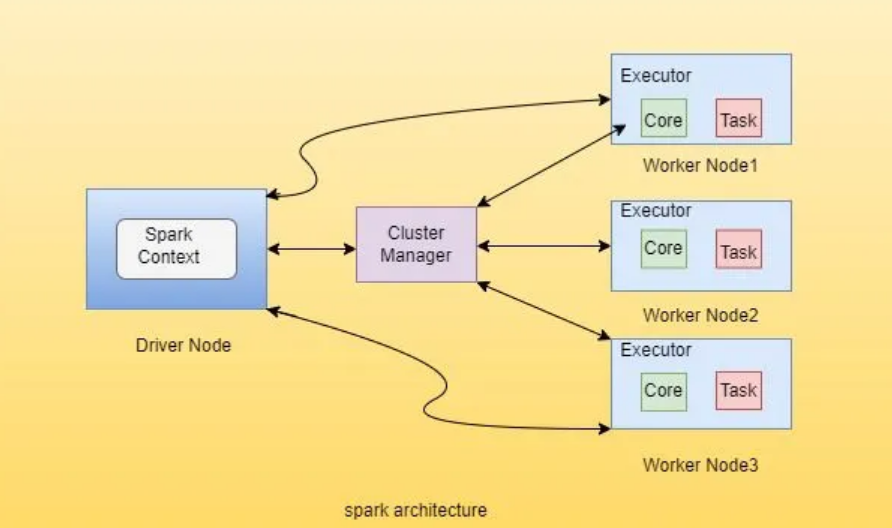 Executor
Core Task
Worker Node1
Spark
Context
Driver Node
Cluster
Manager
Executor
Core Task
Worker Node2
Executor
Core Task
Worker Node3
spark architecture